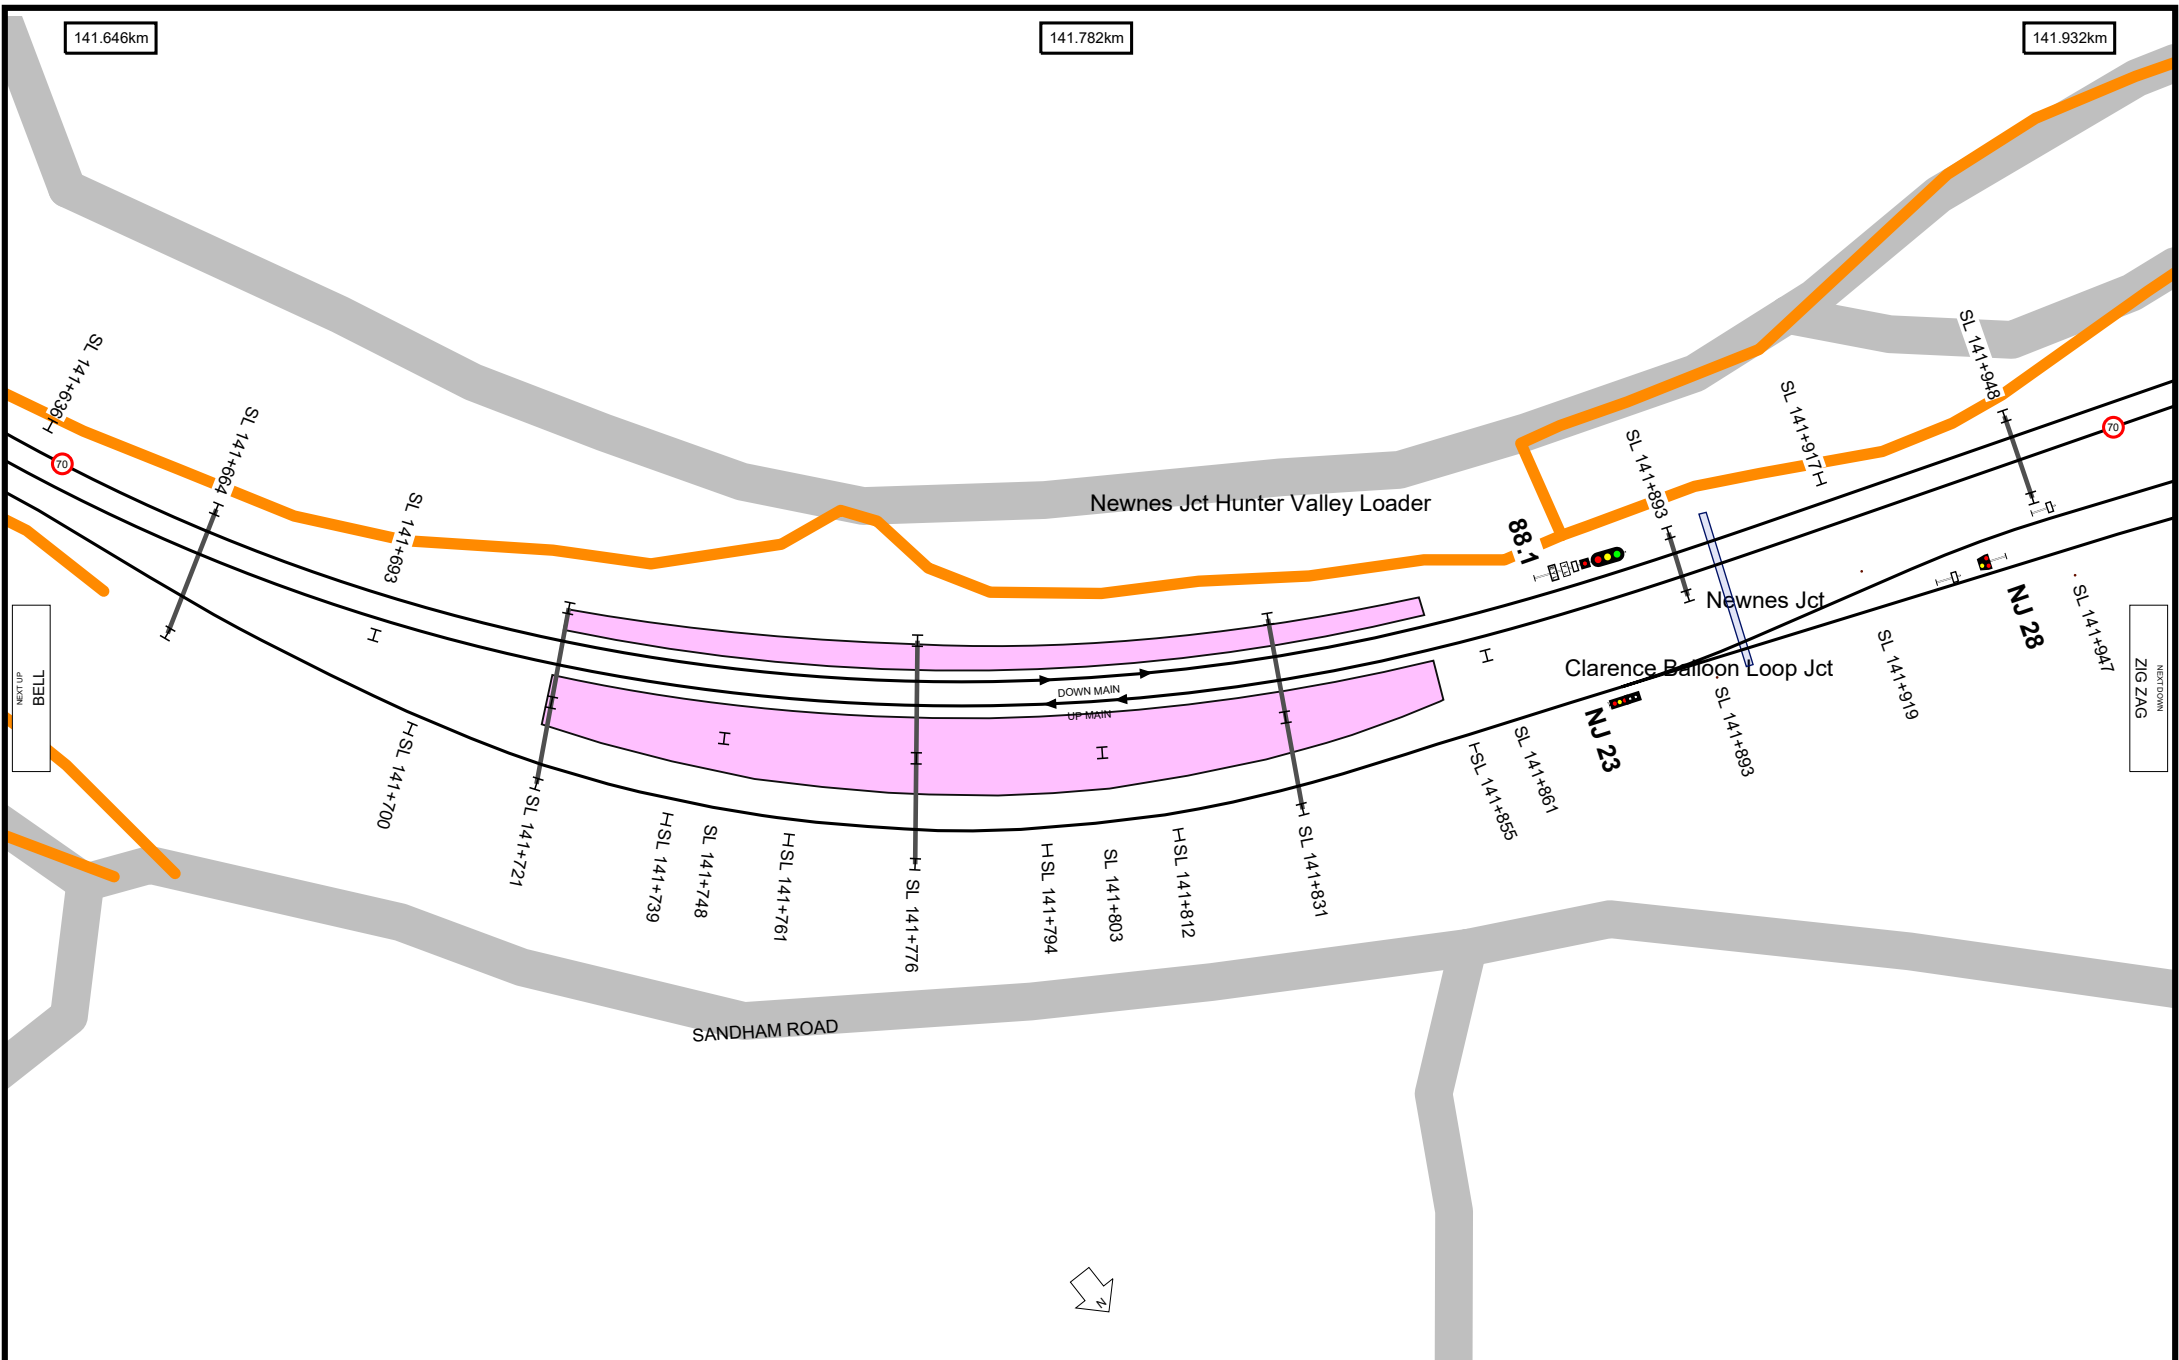 141.646km
141.782km
141.932km
SL 141+636
SL 141+664
SL 141+693
SL 141+948
SL 141+917
SL 141+893
70
70
Newnes Jct Hunter Valley Loader
88.1
Newnes Jct
Clarence Balloon Loop Jct
NJ 28
NJ 23
DOWN MAIN
UP MAIN
NEXT UP
BELL
NEXT DOWN
ZIG ZAG
SL 141+947
SL 141+919
SL 141+893
SL 141+861
SL 141+855
SL 141+700
SL 141+721
SL 141+739
SL 141+748
SL 141+761
SL 141+776
SL 141+794
SL 141+803
SL 141+812
SL 141+831
SANDHAM ROAD
N